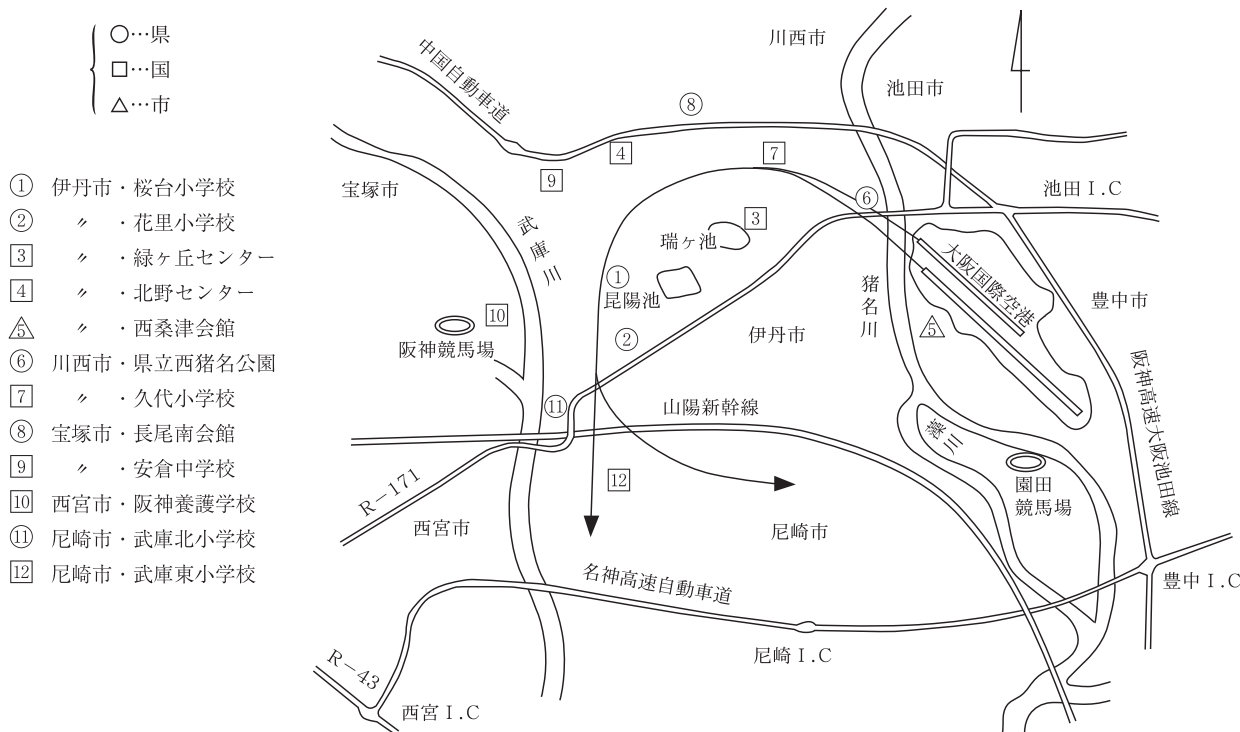 ○…県
□…国
△…市
① 伊丹市・桜台小学校
② 〃 ・花里小学校
3 〃 ・緑ヶ丘センター
4 〃 ・北野センター
5 〃 ・西桑津会館
⑥ 川西市・県立西猪名公園
7 〃 ・久代小学校
⑧ 宝塚市・長尾南会館
9 〃 ・安倉中学校
10 西宮市・阪神養護学校
⑪ 尼崎市・武庫北小学校
12 尼崎市・武庫東小学校
川西市
中国自動車道
池田市
⑧
4
7
9
宝塚市
池田I.C
⑥
3
武庫川
瑞ヶ池
大阪国際空港
①
昆陽池
猪名川
豊中市
10
5
阪神競馬場
②
伊丹市
阪神高速大阪池田線
⑪
山陽新幹線
藻川
R-171
12
園田
競馬場
西宮市
尼崎市
名神高速自動車道
豊中I.C
尼崎I.C
R-43
西宮I.C